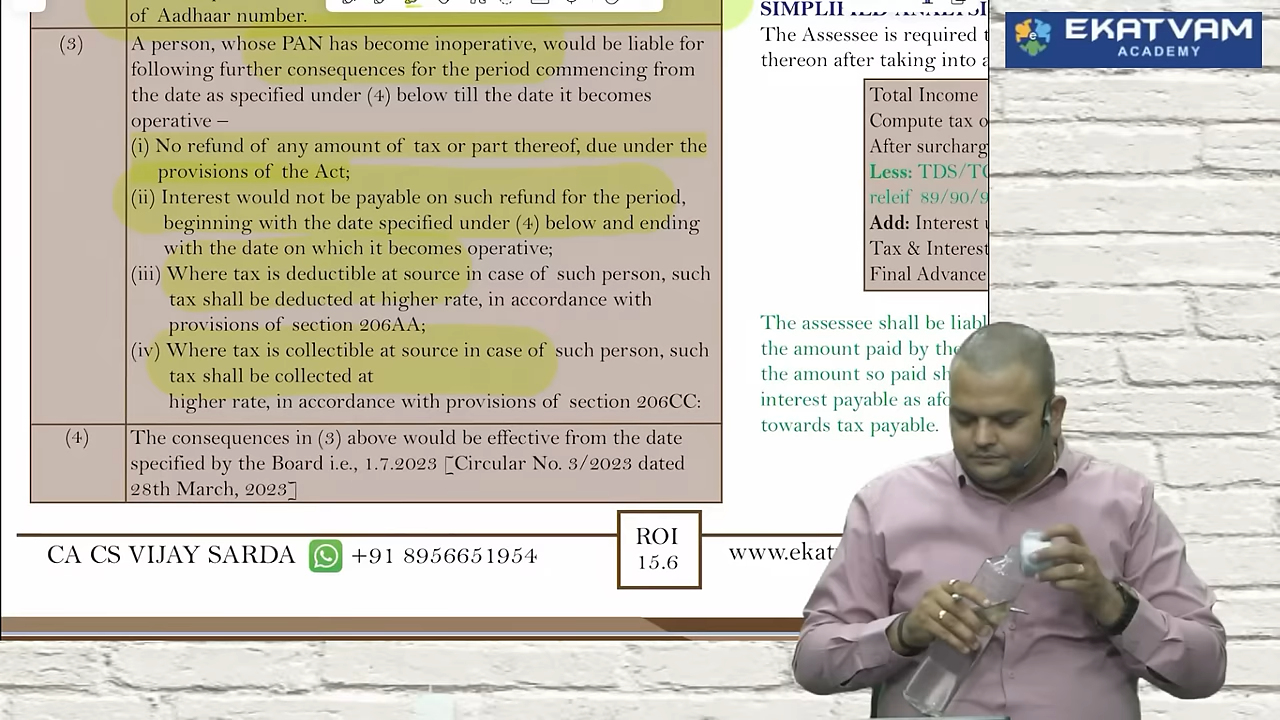 of Aadhaar number.
(3)
A person, whose PAN has become inoperative, would be liable for
following further consequences for the period commencing from
the date as specified under (4) below till the date it becomes
operative –
(i) No refund of any amount of tax or part thereof, due under the
provisions of the Act;
(ii) Interest would not be payable on such refund for the period,
beginning with the date specified under (4) below and ending
with the date on which it becomes operative;
(iii) Where tax is deductible at source in case of such person, such
tax shall be deducted at higher rate, in accordance with
provisions of section 206AA;
(iv) Where tax is collectible at source in case of such person, such
tax shall be collected at
higher rate, in accordance with provisions of section 206CC:
(4)
The consequences in (3) above would be effective from the date
specified by the Board i.e., 1.7.2023 [Circular No. 3/2023 dated
28th March, 2023]
CA CS VIJAY SARDA +91 8956651954
ROI
15.6
www.ekat
The Assessee is required
thereon after taking into a
Total Income
Compute tax o
After surcharg
Less: TDS/TC
releif 89/90/9
Add: Interest
Tax & Interest
Final Advance
The assessee shall be liabl
the amount paid by the
the amount so paid sh
interest payable as afo
towards tax payable.
EKATVAM
ACADEMY